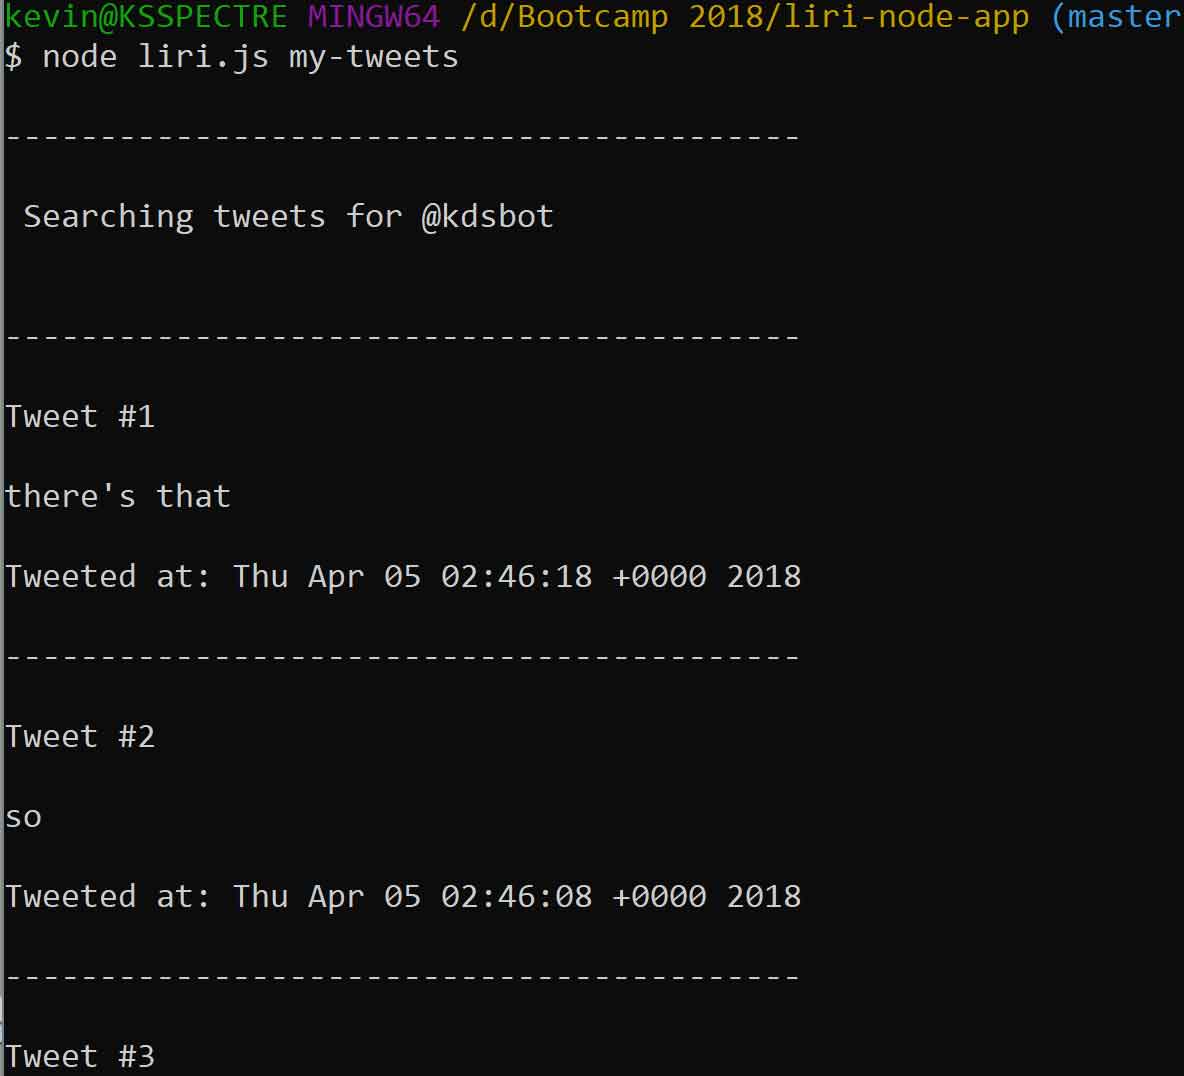 kevin@KSSPECTRE MINGW64 /d/Bootcamp 2018/liri-node-app (master
$ node liri.js my-tweets
------------------------------------------
Searching tweets for @kdsbot
------------------------------------------
Tweet #1
there's that
Tweeted at: Thu Apr 05 02:46:18 +0000 2018
------------------------------------------
Tweet #2
so
Tweeted at: Thu Apr 05 02:46:08 +0000 2018
------------------------------------------
Tweet #3